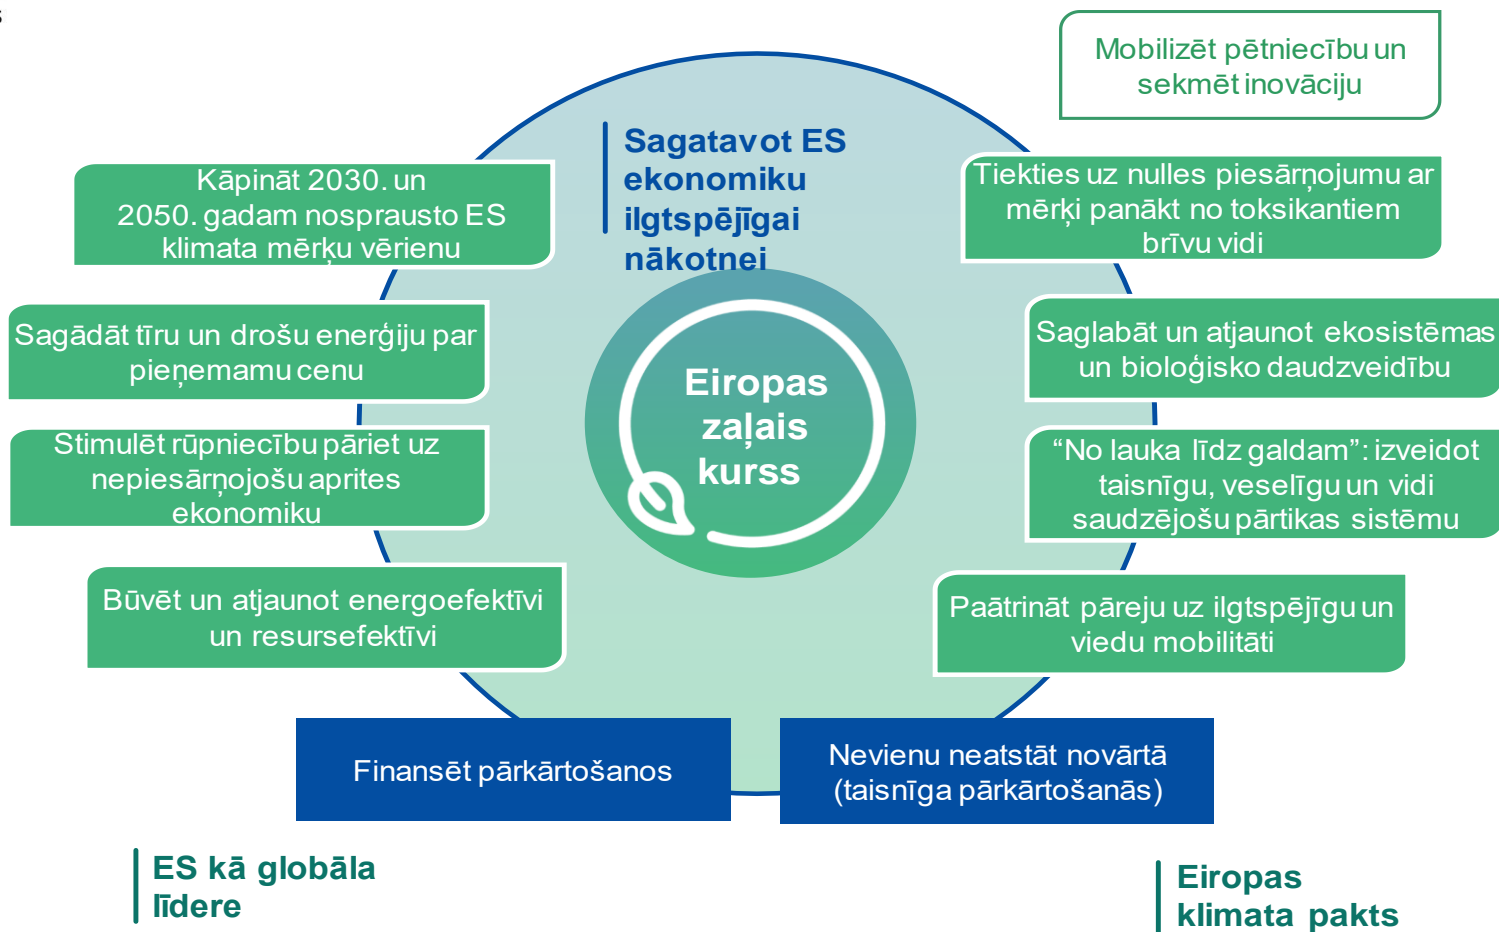 s
Mobilizēt pētniecību un
sekmēt inovāciju
Sagatavot ES
ekonomiku
ilgtspējīgai
nākotnei
Kāpināt 2030. un
2050. gadam nosprausto ES
klimata mērķu vērienu
Tiekties uz nulles piesārņojumu ar
mērķi panākt no toksikantiem
brīvu vidi
Sagādāt tīru un drošu enerģiju par
pieņemamu cenu
Saglabāt un atjaunot ekosistēmas
un bioloģisko daudzveidību
Eiropas
zaļais
kurss
Stimulēt rūpniecību pāriet uz
nepiesārņojošu aprites
ekonomiku
“No lauka līdz galdam”: izveidot
taisnīgu, veselīgu un vidi
saudzējošu pārtikas sistēmu
Būvēt un atjaunot energoefektīvi
un resursefektīvi
Paātrināt pāreju uz ilgtspējīgu un
viedu mobilitāti
Finansēt pārkārtošanos
Nevienu neatstāt novārtā
(taisnīga pārkārtošanās)
ES kā globāla
līdere
Eiropas
klimata pakts